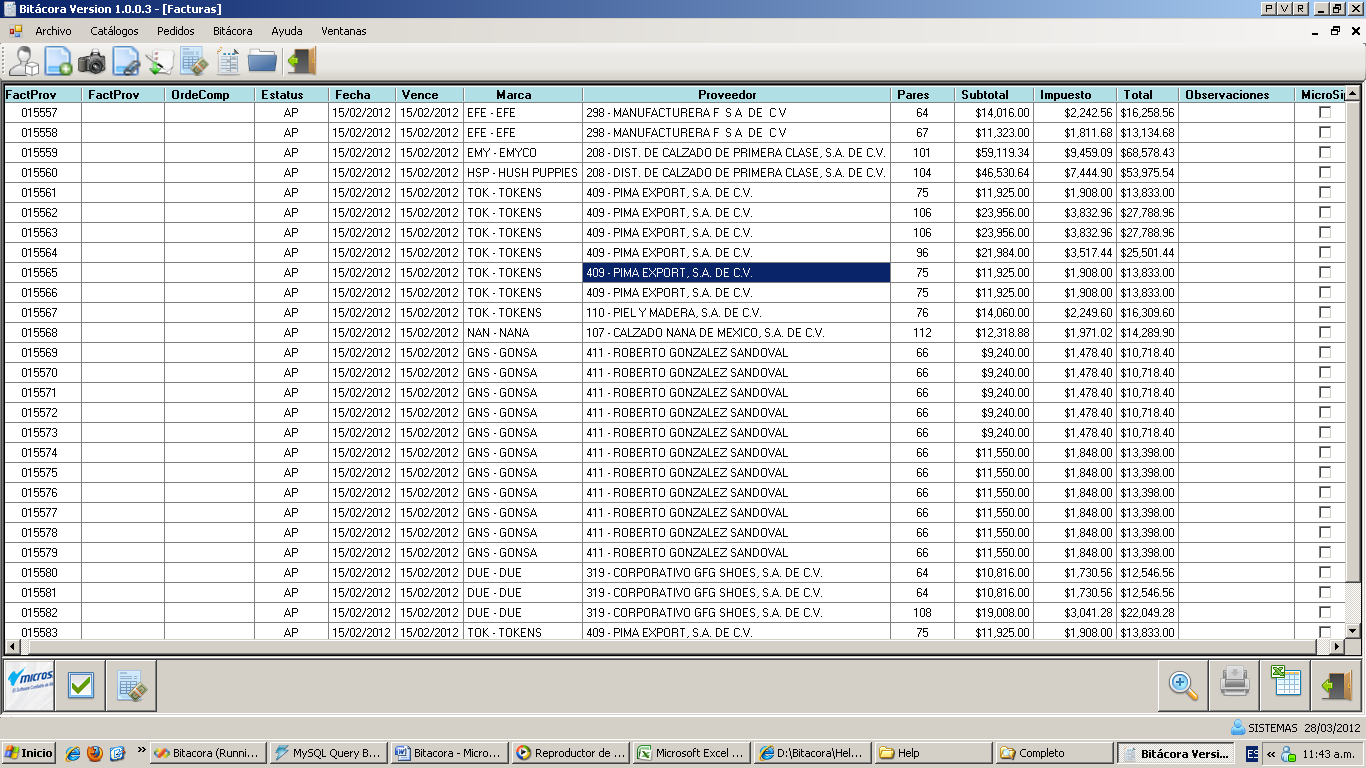 Bitácora Version 1.0.0.3 - [Facturas] P V R
Archivo Catálogos Pedidos Bitácora Ayuda Ventanas
FactProv FactProv OrdeComp Estatus Fecha Vence Marca Proveedor Pares Subtotal Impuesto Total Observaciones MicroSip
015557 AP 15/02/2012 15/02/2012 EFE - EFE 298 - MANUFACTURERA F S A DE C V 64 $14,016.00 $2,242.56 $16,258.56
015558 AP 15/02/2012 15/02/2012 EFE - EFE 298 - MANUFACTURERA F S A DE C V 67 $11,323.00 $1,811.68 $13,134.68
015559 AP 15/02/2012 15/02/2012 EMY - EMYCO 208 - DIST. DE CALZADO DE PRIMERA CLASE, S.A. DE C.V. 101 $59,119.34 $9,459.09 $68,578.43
015560 AP 15/02/2012 15/02/2012 HSP - HUSH PUPPIES 208 - DIST. DE CALZADO DE PRIMERA CLASE, S.A. DE C.V. 104 $46,530.64 $7,444.90 $53,975.54
015561 AP 15/02/2012 15/02/2012 TOK - TOKENS 409 - PIMA EXPORT, S.A. DE C.V. 75 $11,925.00 $1,908.00 $13,833.00
015562 AP 15/02/2012 15/02/2012 TOK - TOKENS 409 - PIMA EXPORT, S.A. DE C.V. 106 $23,956.00 $3,832.96 $27,788.96
015563 AP 15/02/2012 15/02/2012 TOK - TOKENS 409 - PIMA EXPORT, S.A. DE C.V. 106 $23,956.00 $3,832.96 $27,788.96
015564 AP 15/02/2012 15/02/2012 TOK - TOKENS 409 - PIMA EXPORT, S.A. DE C.V. 96 $21,984.00 $3,517.44 $25,501.44
015565 AP 15/02/2012 15/02/2012 TOK - TOKENS 409 - PIMA EXPORT, S.A. DE C.V. 75 $11,925.00 $1,908.00 $13,833.00
015566 AP 15/02/2012 15/02/2012 TOK - TOKENS 409 - PIMA EXPORT, S.A. DE C.V. 75 $11,925.00 $1,908.00 $13,833.00
015567 AP 15/02/2012 15/02/2012 TOK - TOKENS 110 - PIEL Y MADERA, S.A. DE C.V. 76 $14,060.00 $2,249.60 $16,309.60
015568 AP 15/02/2012 15/02/2012 NAN - NANA 107 - CALZADO NANA DE MEXICO, S.A. DE C.V. 112 $12,318.88 $1,971.02 $14,289.90
015569 AP 15/02/2012 15/02/2012 GNS - GONSA 411 - ROBERTO GONZALEZ SANDOVAL 66 $9,240.00 $1,478.40 $10,718.40
015570 AP 15/02/2012 15/02/2012 GNS - GONSA 411 - ROBERTO GONZALEZ SANDOVAL 66 $9,240.00 $1,478.40 $10,718.40
015571 AP 15/02/2012 15/02/2012 GNS - GONSA 411 - ROBERTO GONZALEZ SANDOVAL 66 $9,240.00 $1,478.40 $10,718.40
015572 AP 15/02/2012 15/02/2012 GNS - GONSA 411 - ROBERTO GONZALEZ SANDOVAL 66 $9,240.00 $1,478.40 $10,718.40
015573 AP 15/02/2012 15/02/2012 GNS - GONSA 411 - ROBERTO GONZALEZ SANDOVAL 66 $9,240.00 $1,478.40 $10,718.40
015574 AP 15/02/2012 15/02/2012 GNS - GONSA 411 - ROBERTO GONZALEZ SANDOVAL 66 $11,550.00 $1,848.00 $13,398.00
015575 AP 15/02/2012 15/02/2012 GNS - GONSA 411 - ROBERTO GONZALEZ SANDOVAL 66 $11,550.00 $1,848.00 $13,398.00
015576 AP 15/02/2012 15/02/2012 GNS - GONSA 411 - ROBERTO GONZALEZ SANDOVAL 66 $11,550.00 $1,848.00 $13,398.00
015577 AP 15/02/2012 15/02/2012 GNS - GONSA 411 - ROBERTO GONZALEZ SANDOVAL 66 $11,550.00 $1,848.00 $13,398.00
015578 AP 15/02/2012 15/02/2012 GNS - GONSA 411 - ROBERTO GONZALEZ SANDOVAL 66 $11,550.00 $1,848.00 $13,398.00
015579 AP 15/02/2012 15/02/2012 GNS - GONSA 411 - ROBERTO GONZALEZ SANDOVAL 66 $11,550.00 $1,848.00 $13,398.00
015580 AP 15/02/2012 15/02/2012 DUE - DUE 319 - CORPORATIVO GFG SHOES, S.A. DE C.V. 64 $10,816.00 $1,730.56 $12,546.56
015581 AP 15/02/2012 15/02/2012 DUE - DUE 319 - CORPORATIVO GFG SHOES, S.A. DE C.V. 64 $10,816.00 $1,730.56 $12,546.56
015582 AP 15/02/2012 15/02/2012 DUE - DUE 319 - CORPORATIVO GFG SHOES, S.A. DE C.V. 108 $19,008.00 $3,041.28 $22,049.28
015583 AP 15/02/2012 15/02/2012 TOK - TOKENS 409 - PIMA EXPORT, S.A. DE C.V. 75 $11,925.00 $1,908.00 $13,833.00
micros
SISTEMAS 28/03/2012
Inicio » Bitacora (Runni... MySQL Query B... Bitacora - Micro... Reproductor de ... Microsoft Excel ... D:\Bitacora\Hel... Help Completo Bitácora Versi... ES « 11:43 a.m.